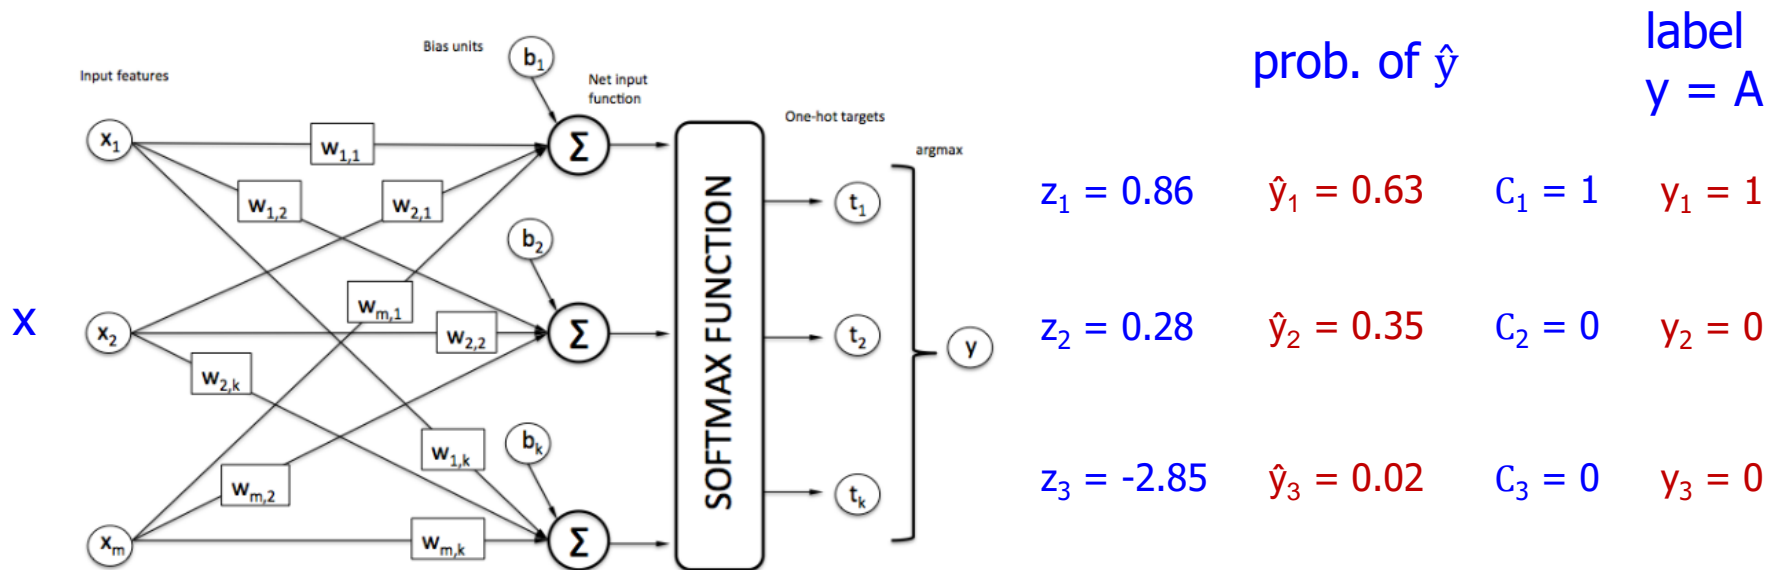 label
y = A
prob. of ŷ
Bias units
b₁
Input features
Net input
function
One-hot targets
argmax
x₁
w₁,₁
Σ
z₁ = 0.86
ŷ₁ = 0.63
C₁ = 1
y₁ = 1
w₁,₂
w₂,₁
t₁
b₂
SOFTMAX FUNCTION
x
x₂
wₘ,₁
w₂,₂
Σ
t₂
y
z₂ = 0.28
ŷ₂ = 0.35
C₂ = 0
y₂ = 0
w₂,ₖ
bₖ
w₁,ₖ
wₘ,₂
tₖ
z₃ = -2.85
ŷ₃ = 0.02
C₃ = 0
y₃ = 0
xₘ
wₘ,ₖ
Σ